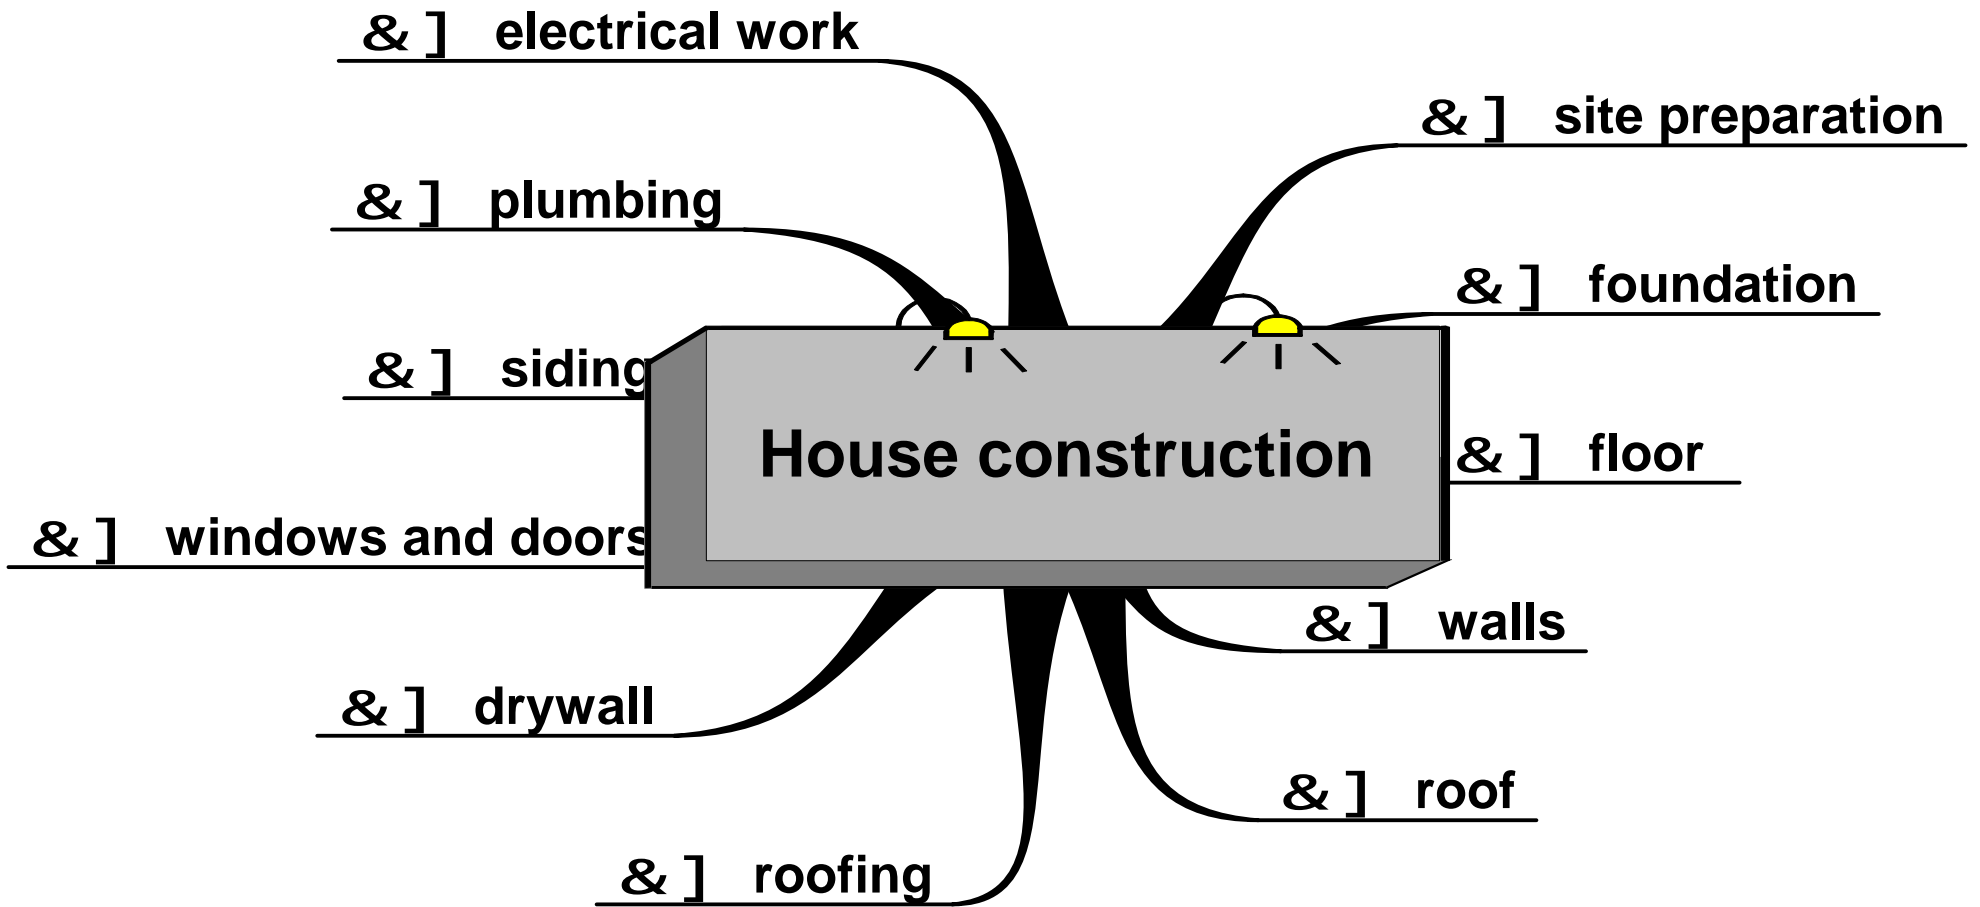 & ] electrical work
& ] site preparation
& ] plumbing
& ] foundation
& ] siding
House construction
& ] floor
& ] windows and doors
& ] walls
& ] drywall
& ] roof
& ] roofing